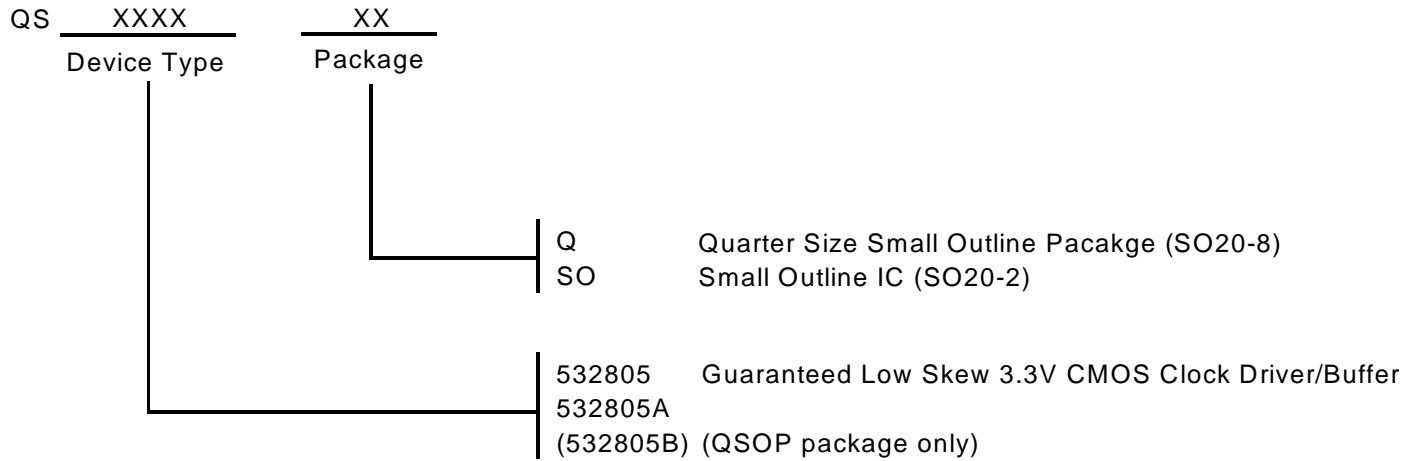 QS XXXX XX
Device Type Package
Q Quarter Size Small Outline Pacakge (SO20-8)
SO Small Outline IC (SO20-2)
532805 Guaranteed Low Skew 3.3V CMOS Clock Driver/Buffer
532805A
(532805B) (QSOP package only)